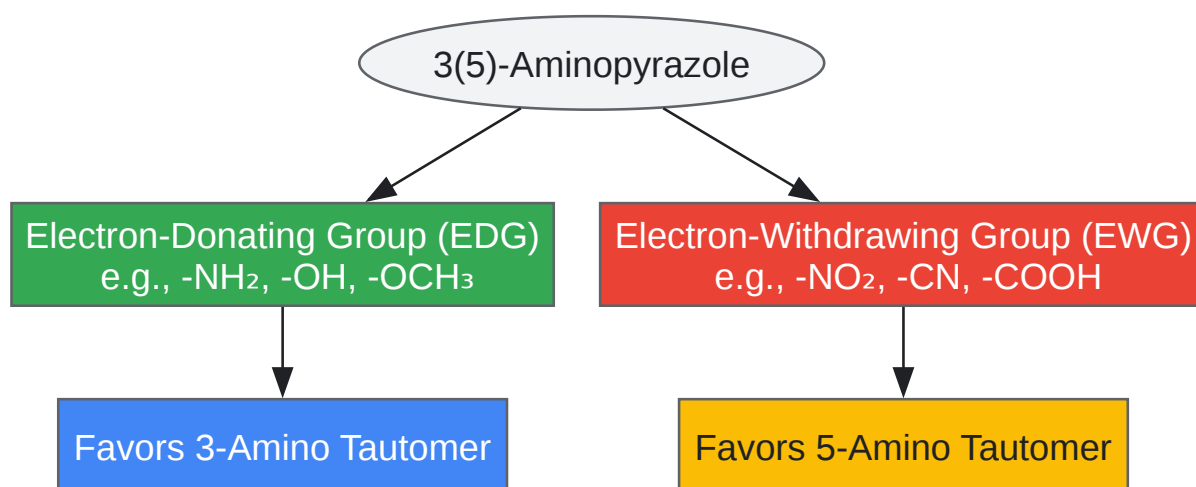 3(5)-Aminopyrazole
Electron-Donating Group (EDG)
e.g., -NH₂, -OH, -OCH₃
Electron-Withdrawing Group (EWG)
e.g., -NO₂, -CN, -COOH
Favors 3-Amino Tautomer
Favors 5-Amino Tautomer